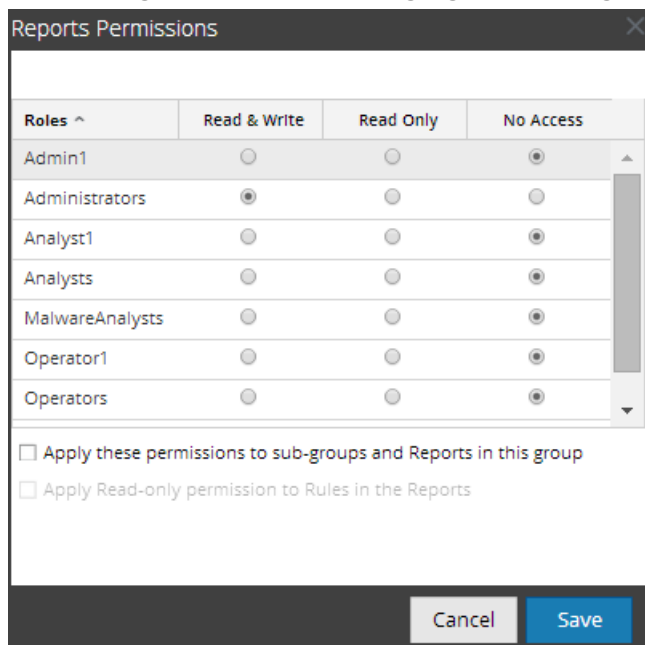 Reports Permissions
Roles Read & Write Read Only No Access
Admin1
Administrators
Analyst1
Analysts
MalwareAnalysts
Operator1
Operators
Apply these permissions to sub-groups and Reports in this group
Apply Read-only permission to Rules in the Reports
Cancel Save